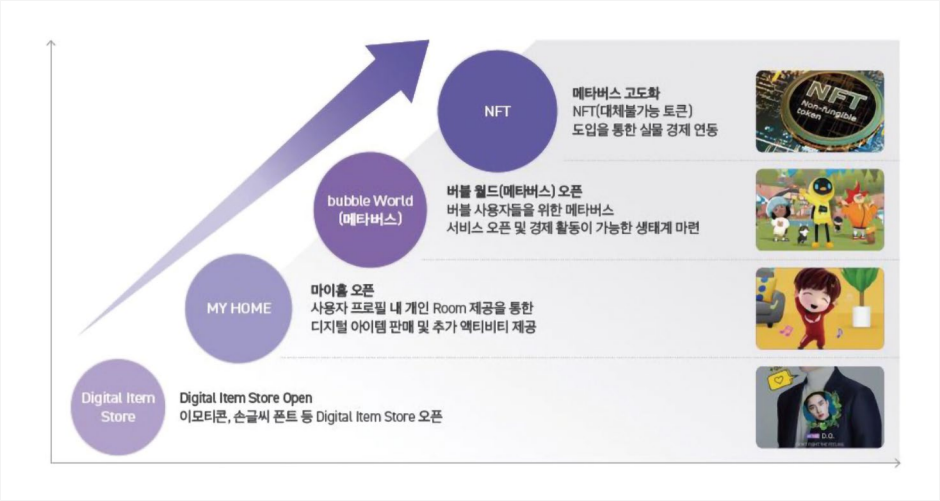 NFT
메타버스 고도화
NFT(대체불가능 토큰)
도입을 통한 실물 경제 연동
NFT
Non-fungible
token
bubble World
(메타버스)
버블 월드(메타버스) 오픈
버블 사용자들을 위한 메타버스
서비스 오픈 및 경제 활동이 가능한 생태계 마련
MY HOME
마이홈 오픈
사용자 프로필 내 개인 Room 제공을 통한
디지털 아이템 판매 및 추가 액티비티 제공
Digital Item
Store
Digital Item Store Open
이모티콘, 손글씨 폰트 등 Digital Item Store 오픈
D.O.